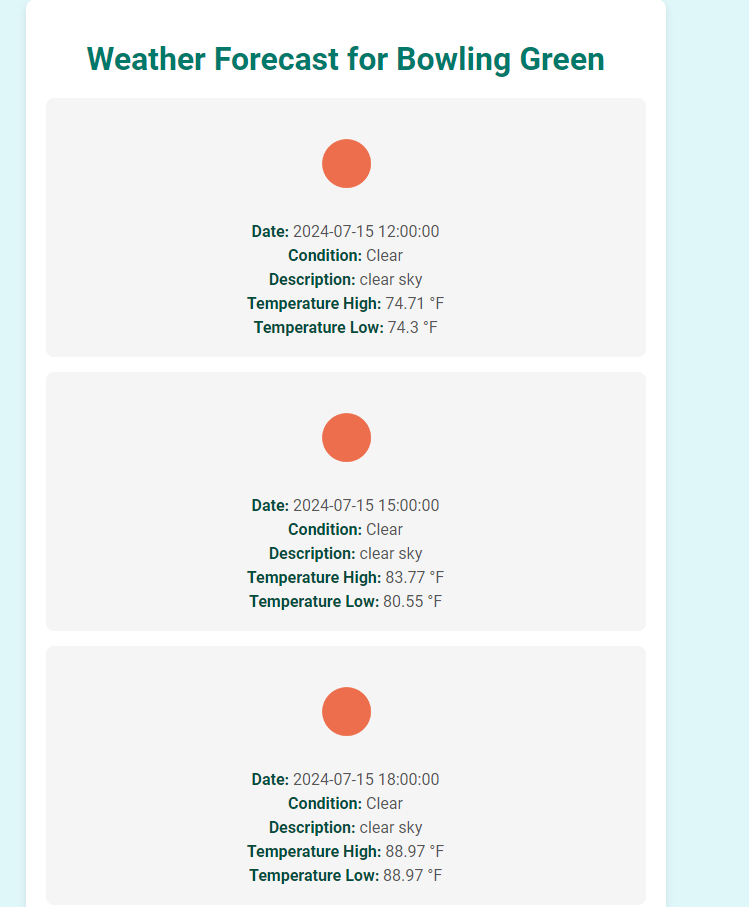 Weather Forecast for Bowling Green
Date: 2024-07-15 12:00:00
Condition: Clear
Description: clear sky
Temperature High: 74.71 °F
Temperature Low: 74.3 °F
Date: 2024-07-15 15:00:00
Condition: Clear
Description: clear sky
Temperature High: 83.77 °F
Temperature Low: 80.55 °F
Date: 2024-07-15 18:00:00
Condition: Clear
Description: clear sky
Temperature High: 88.97 °F
Temperature Low: 88.97 °F